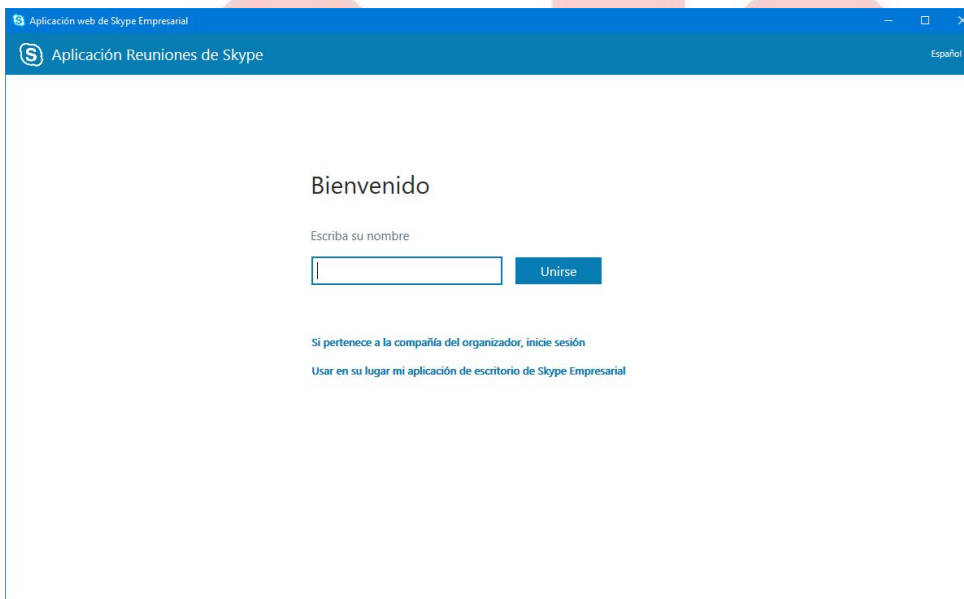 Aplicación web de Skype Empresarial
Aplicación Reuniones de Skype
Español
Bienvenido
Escriba su nombre
Unirse
Si pertenece a la compañía del organizador, inicie sesión
Usar en su lugar mi aplicación de escritorio de Skype Empresarial